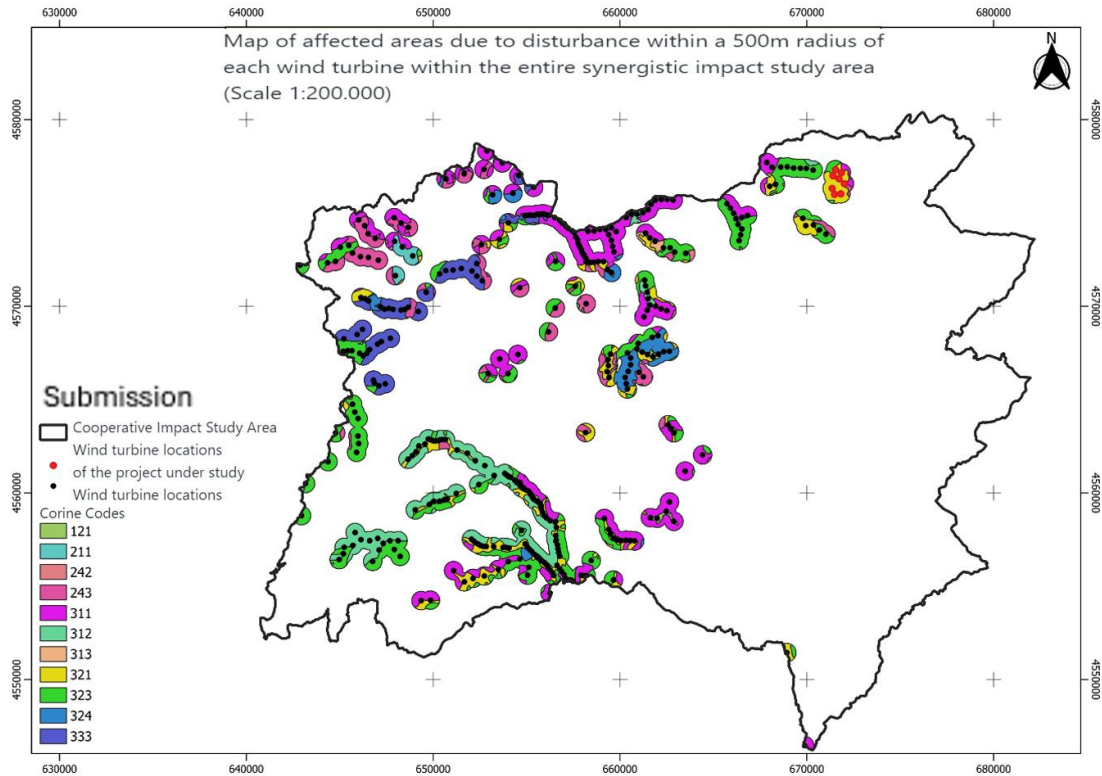 630000 640000 650000 660000 670000 680000
Map of affected areas due to disturbance within a 500m radius of
each wind turbine within the entire synergistic impact study area
(Scale 1:200.000)
N
4580000 4580000
4570000 4570000
Submission
Cooperative Impact Study Area
Wind turbine locations
of the project under study
Wind turbine locations
Corine Codes
121
211
242
243
311
312
313
321
323
324
333
4560000 4560000
4550000 4550000
630000 640000 650000 660000 670000 680000